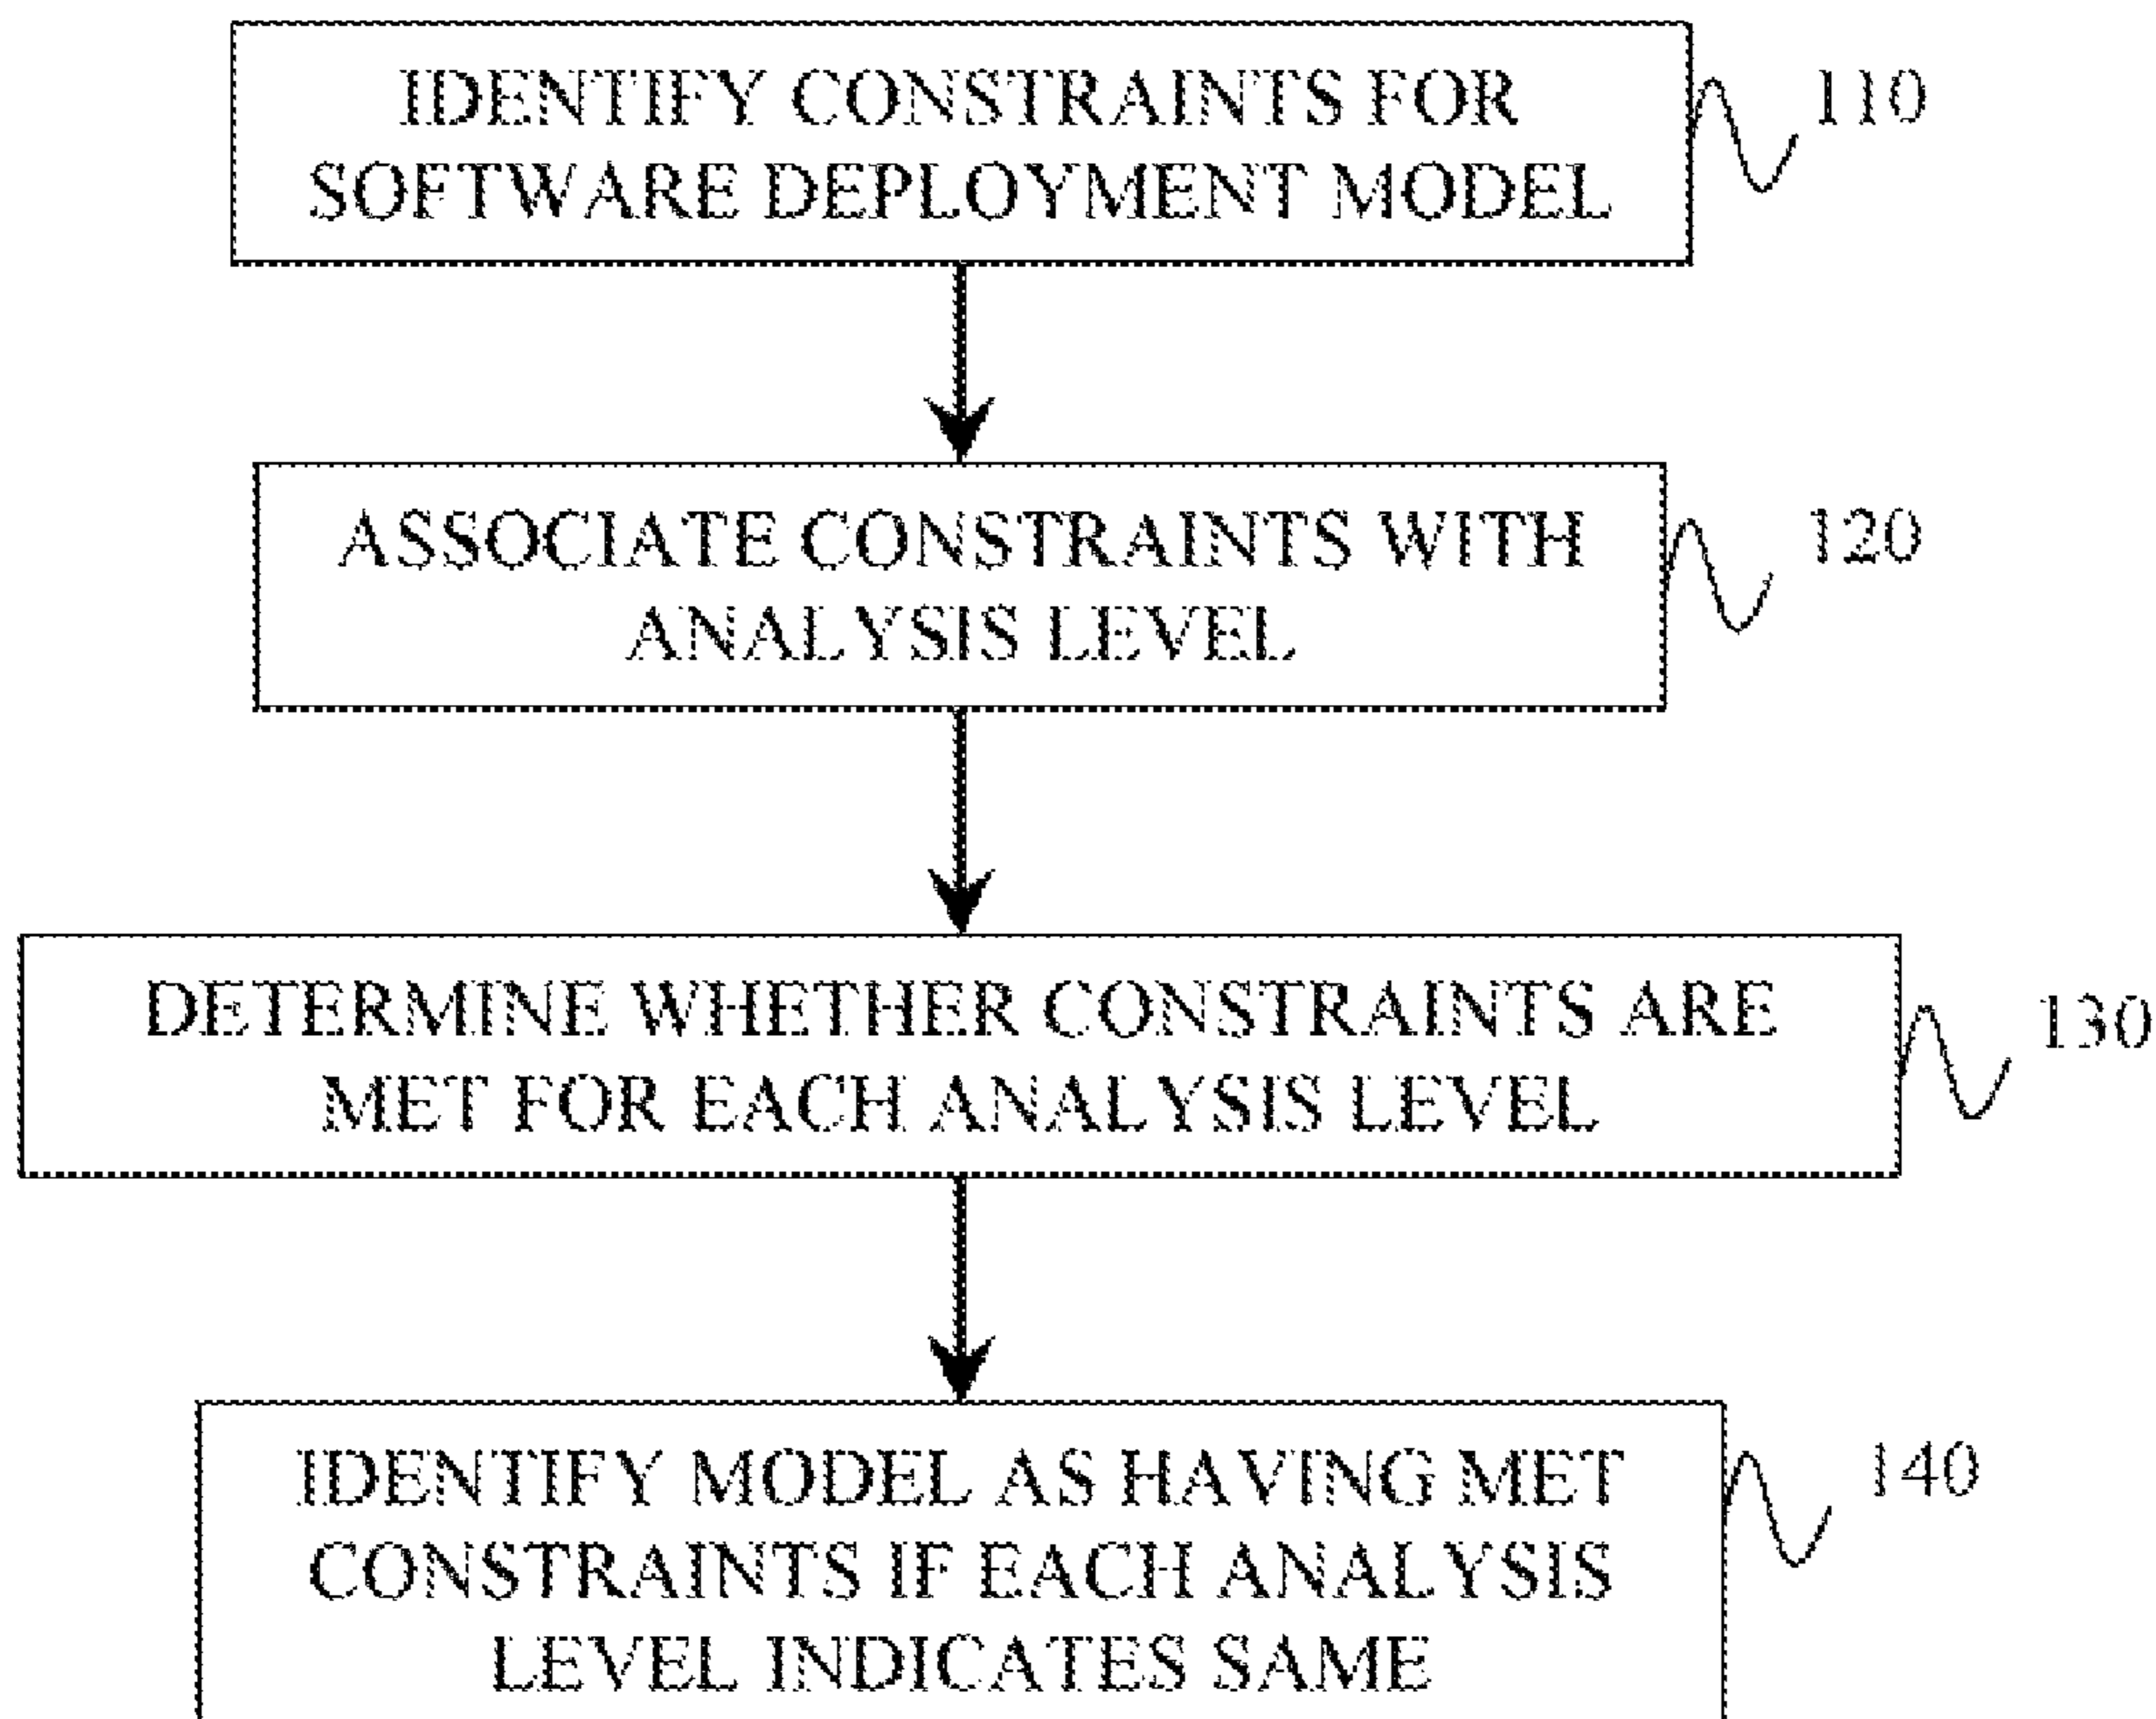 IDENTIFY CONSTRAINTS FOR
SOFTWARE DEPLOYMENT MODEL
110
ASSOCIATE CONSTRAINTS WITH
ANALYSIS LEVEL
120
DETERMINE WHETHER CONSTRAINTS ARE
MET FOR EACH ANALYSIS LEVEL
130
IDENTIFY MODEL AS HAVING MET
CONSTRAINTS IF EACH ANALYSIS
LEVEL INDICATES SAME
140